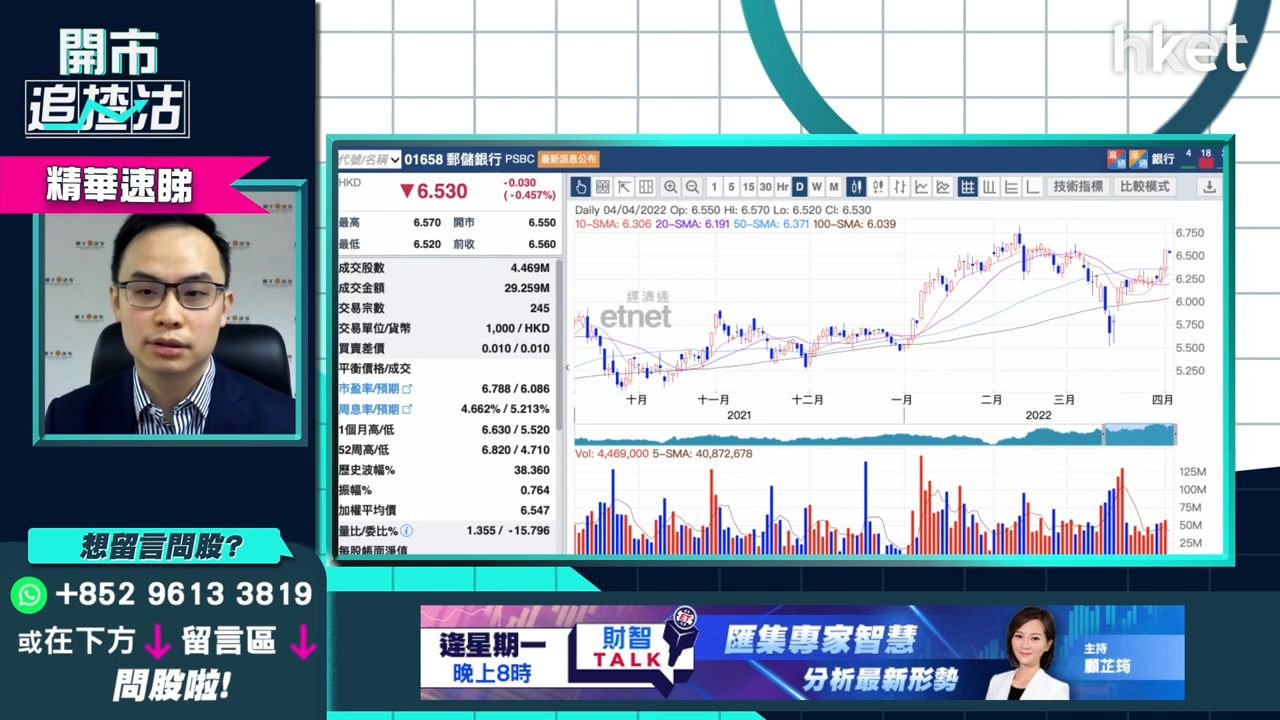 開市
追揸沽
精華速睇
hket
代號/名稱 01658 郵儲銀行 PSBC 最新派息公布
銀行 4 18
HKD
▼6.530
-0.030
(-0.457%)
最高 6.570 開市 6.550
最低 6.520 前收 6.560
成交股數 4.469M
成交金額 29.259M
交易宗數 245
交易單位/貨幣 1,000 / HKD
買賣差價 0.010 / 0.010
平衡價格/成交
市盈率/預期 6.788 / 6.086
周息率/預期 4.662% / 5.213%
1個月高/低 6.630 / 5.520
52周高/低 6.820 / 4.710
歷史波幅% 38.360
振幅% 0.764
加權平均價 6.547
量比/委比% 1.355 / -15.796
每股帳面淨值
1 5 15 30 Hr D W M 技術指標 比較模式
Daily 04/04/2022 Op: 6.550 Hi: 6.570 Lo: 6.520 Cl: 6.530
10-SMA: 6.306 20-SMA: 6.191 50-SMA: 6.371 100-SMA: 6.039
6.750
6.500
6.250
6.000
5.750
5.500
5.250
經濟通
etnet
十月 十一月 十二月 一月 二月 三月 四月
2021 2022
Vol: 4,469,000 5-SMA: 40,872,678
125M
100M
75M
50M
25M
想留言問股?
+852 9613 3819
或在下方↓留言區↓
問股啦!
逢星期一
晚上8時
財智
TALK
匯集專家智慧
分析最新形勢
主持
顏芷筠